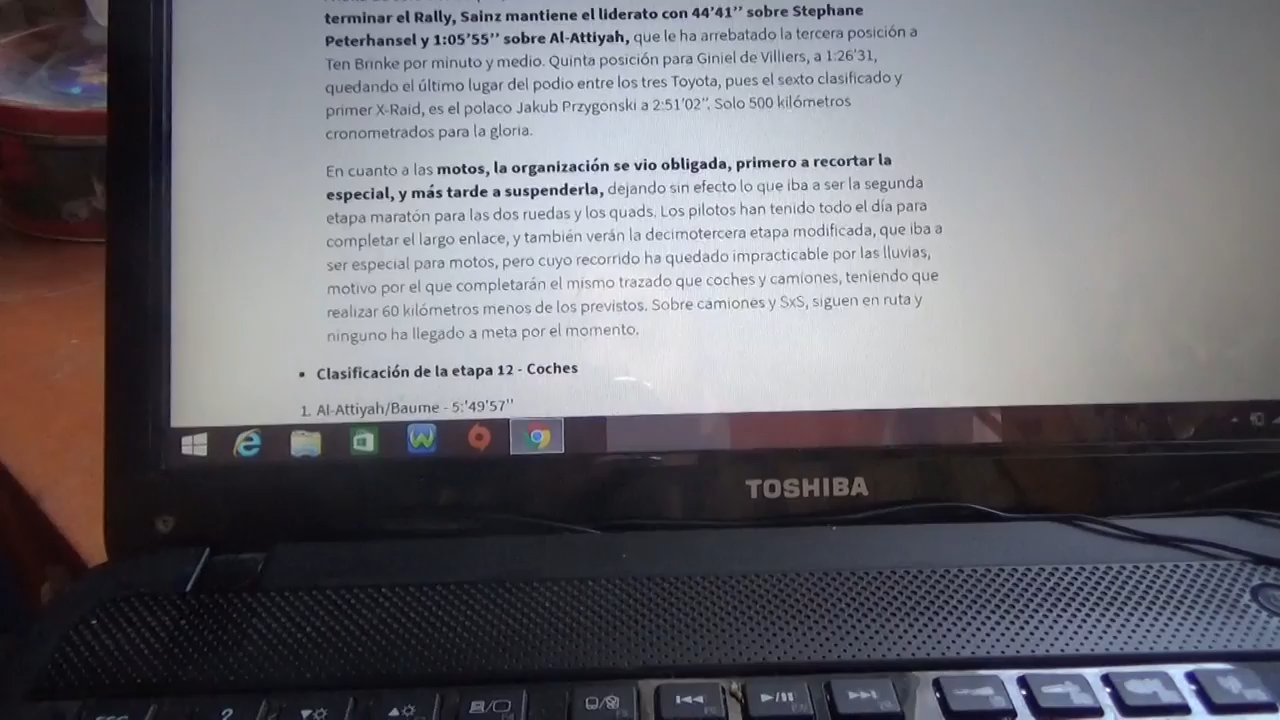 terminar el Rally, Sainz mantiene el liderato con 44'41'' sobre Stephane
Peterhansel y 1:05'55'' sobre Al-Attiyah, que le ha arrebatado la tercera posición a
Ten Brinke por minuto y medio. Quinta posición para Giniel de Villiers, a 1:26'31,
quedando el último lugar del podio entre los tres Toyota, pues el sexto clasificado y
primer X-Raid, es el polaco Jakub Przygonski a 2:51'02''. Solo 500 kilómetros
cronometrados para la gloria.
En cuanto a las motos, la organización se vio obligada, primero a recortar la
especial, y más tarde a suspenderla, dejando sin efecto lo que iba a ser la segunda
etapa maratón para las dos ruedas y los quads. Los pilotos han tenido todo el día para
completar el largo enlace, y también verán la decimotercera etapa modificada, que iba a
ser especial para motos, pero cuyo recorrido ha quedado impracticable por las lluvias,
motivo por el que completarán el mismo trazado que coches y camiones, teniendo que
realizar 60 kilómetros menos de los previstos. Sobre camiones y SxS, siguen en ruta y
ninguno ha llegado a meta por el momento.
• Clasificación de la etapa 12 - Coches
1. Al-Attiyah/Baume - 5:'49'57''
TOSHIBA